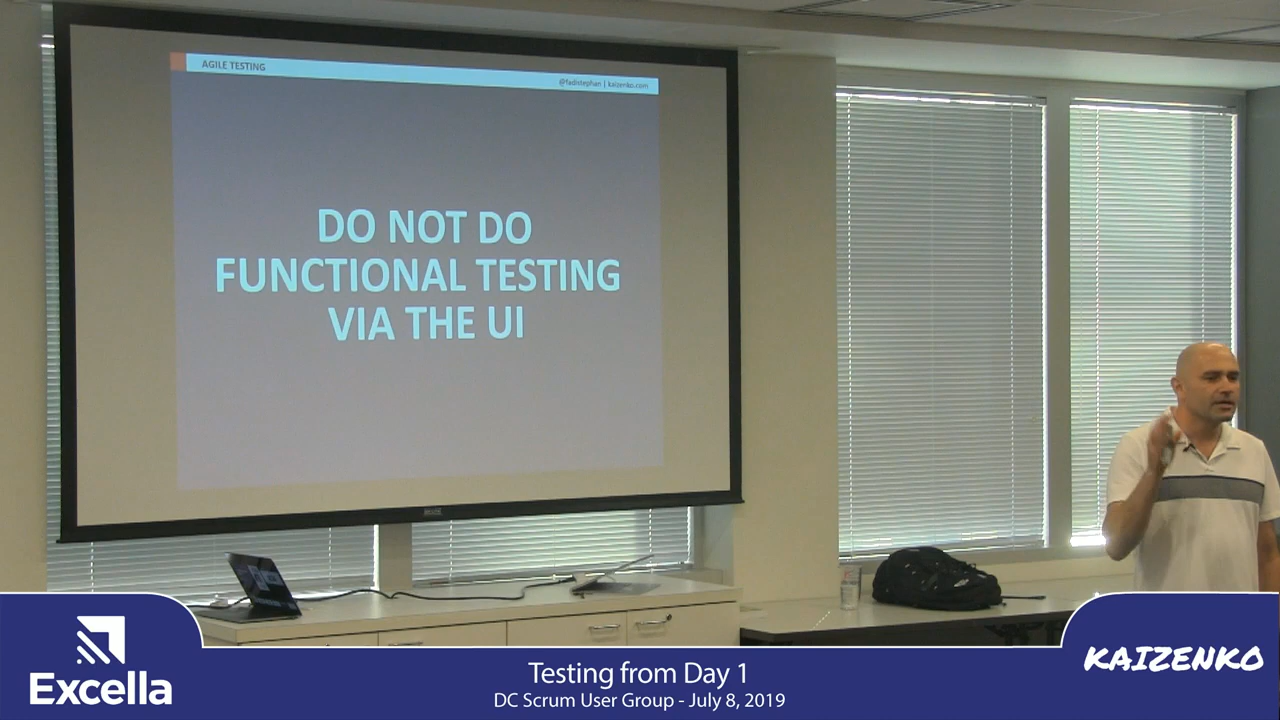 AGILE TESTING
@fadistephan | kaizenko.com
DO NOT DO
FUNCTIONAL TESTING
VIA THE UI
Excella
Testing from Day 1
DC Scrum User Group - July 8, 2019
KAIZENKO